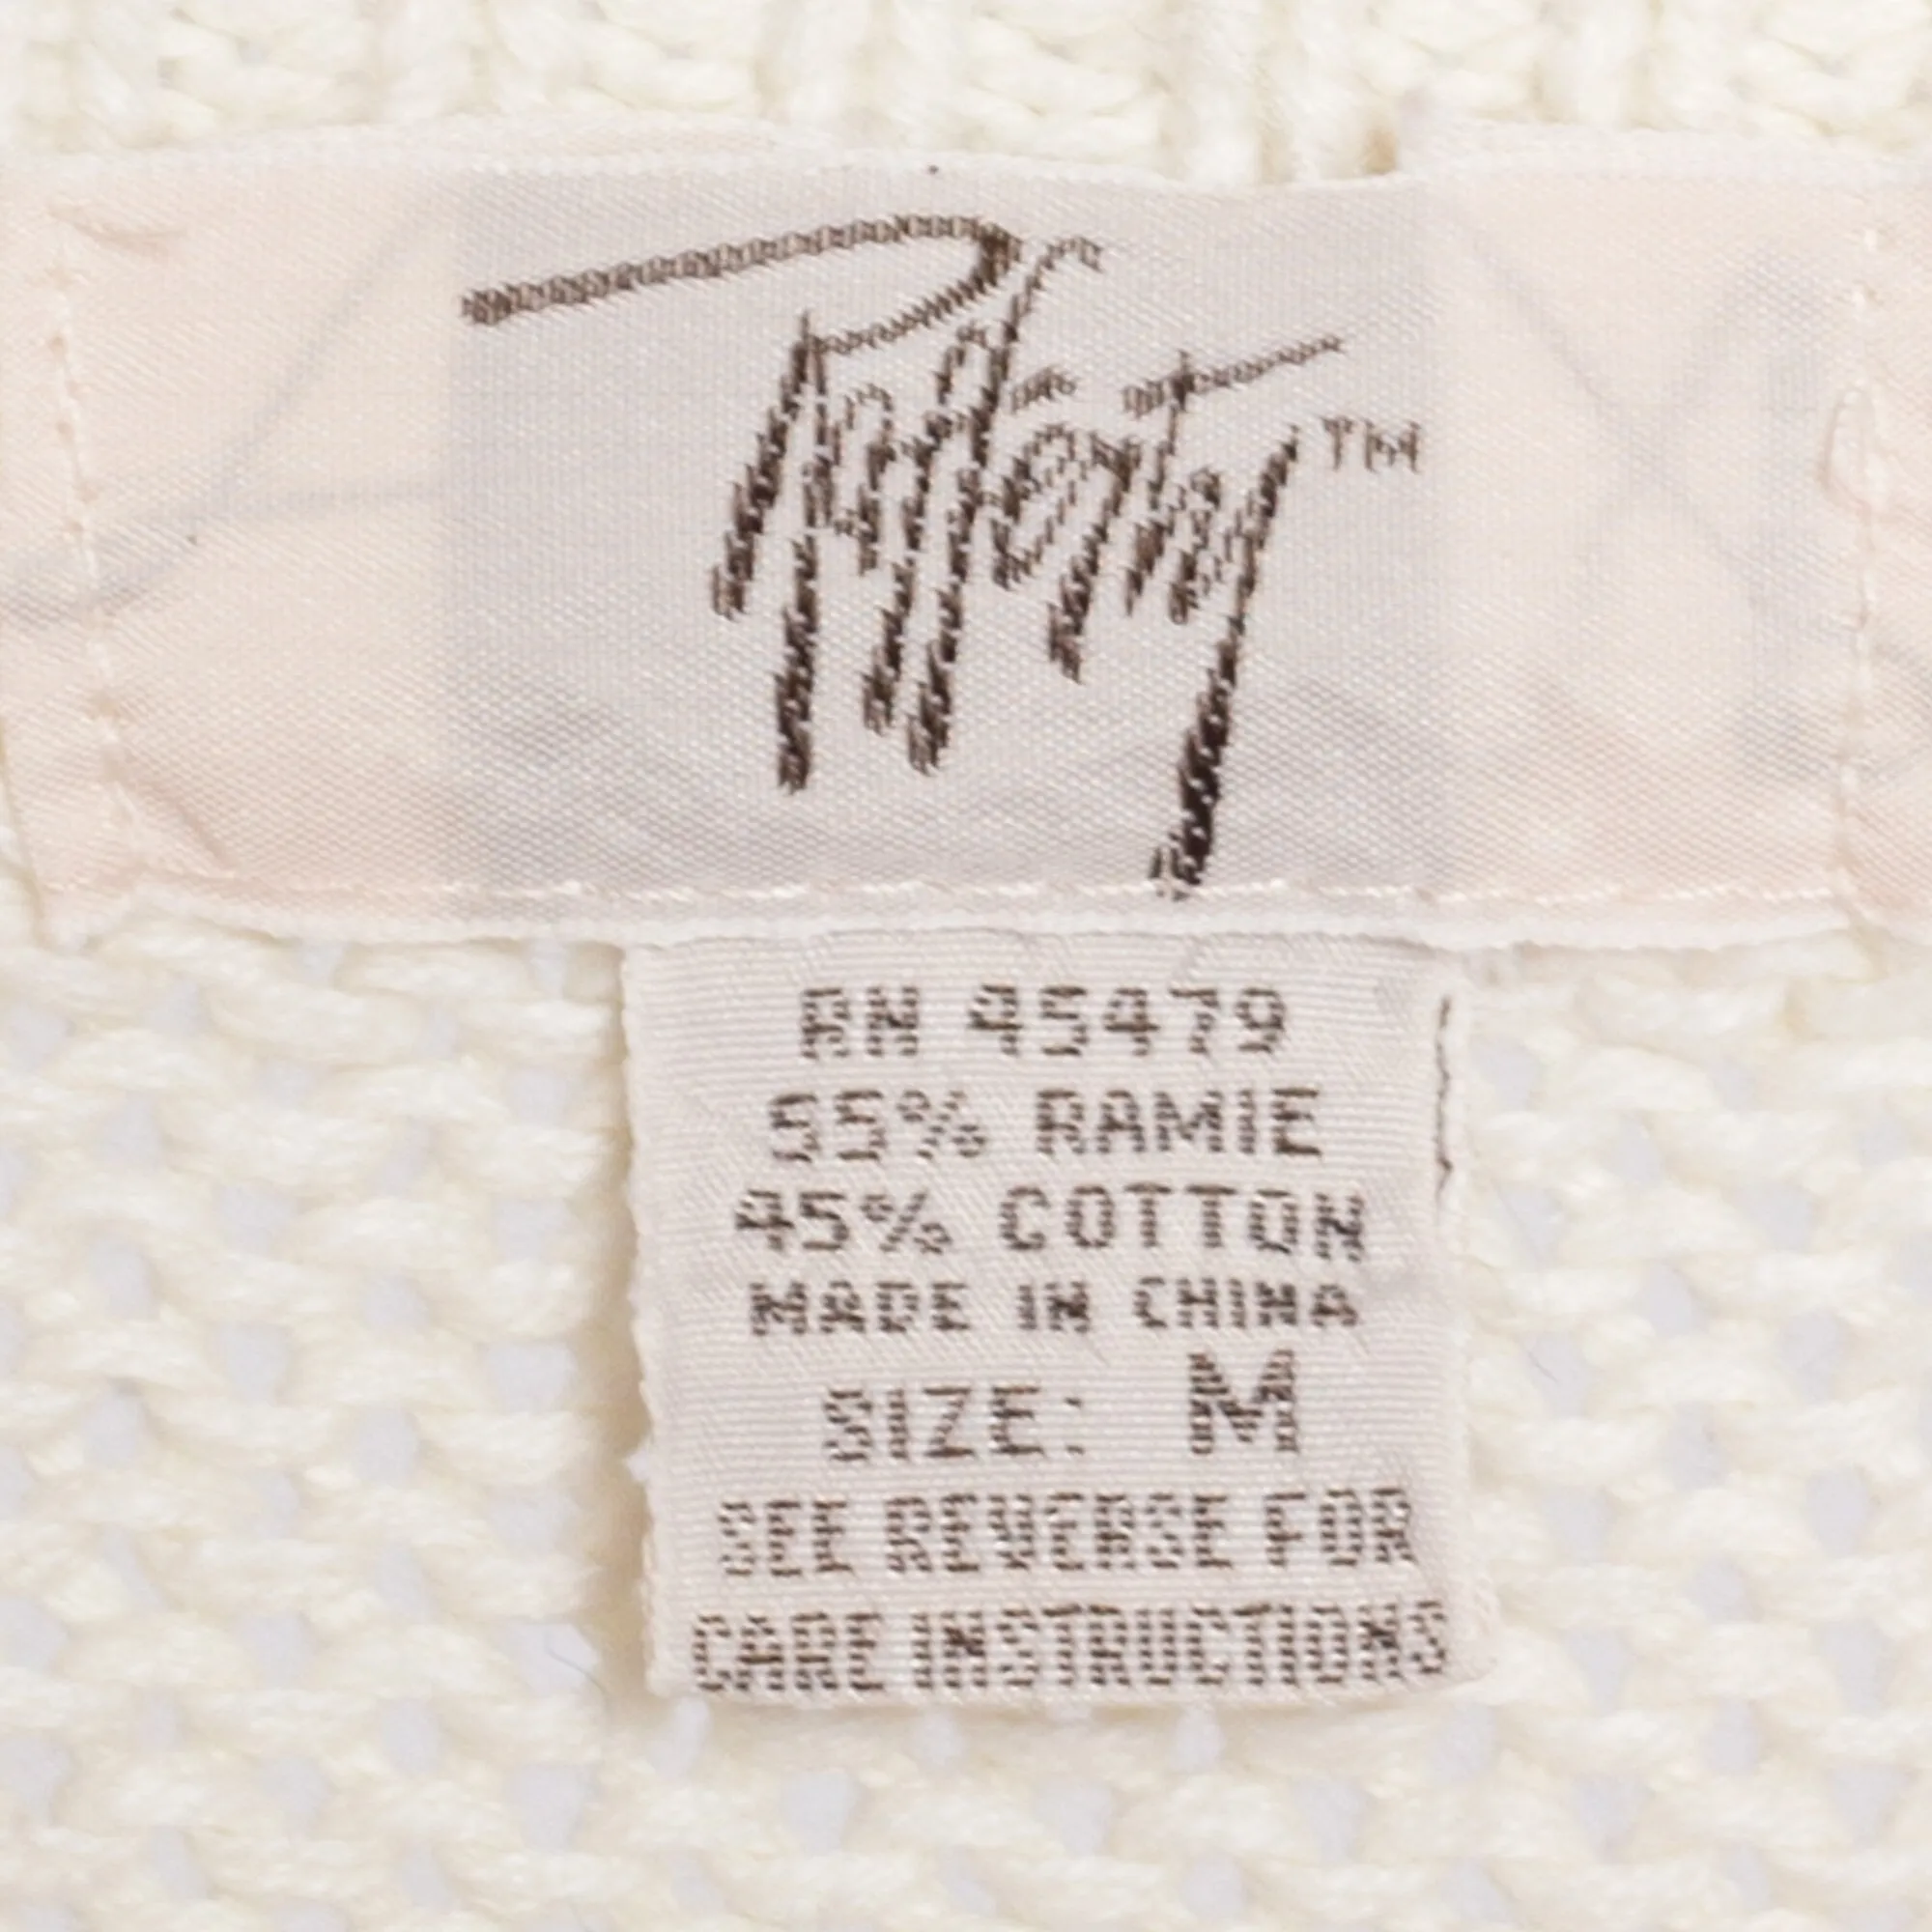 Rafferty™
RN 45479
55% RAMIE
45% COTTON
MADE IN CHINA
SIZE: M
SEE REVERSE FOR
CARE INSTRUCTIONS